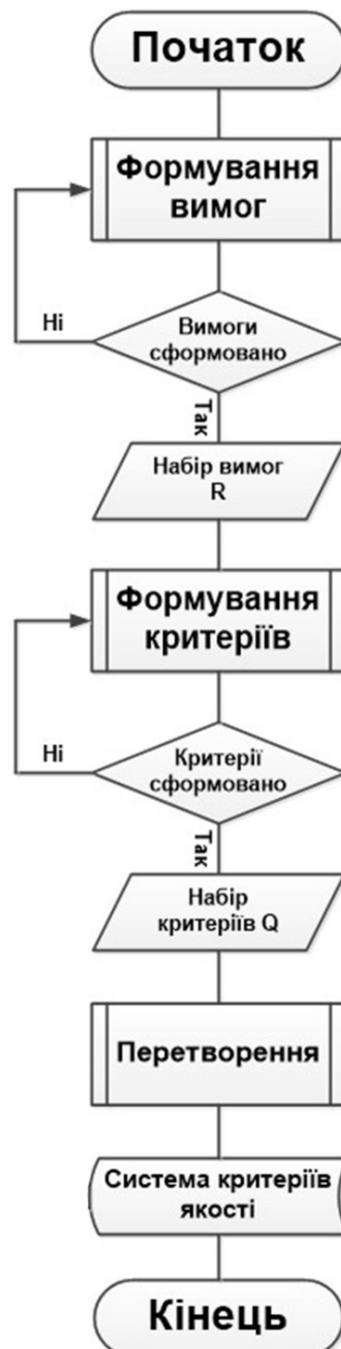 Початок
Формування
вимог
Ні
Вимоги
сформовано
Так
Набір вимог
R
Формування
критеріїв
Ні
Критерії
сформовано
Так
Набір
критеріїв Q
Перетворення
Система критеріїв
якості
Кінець